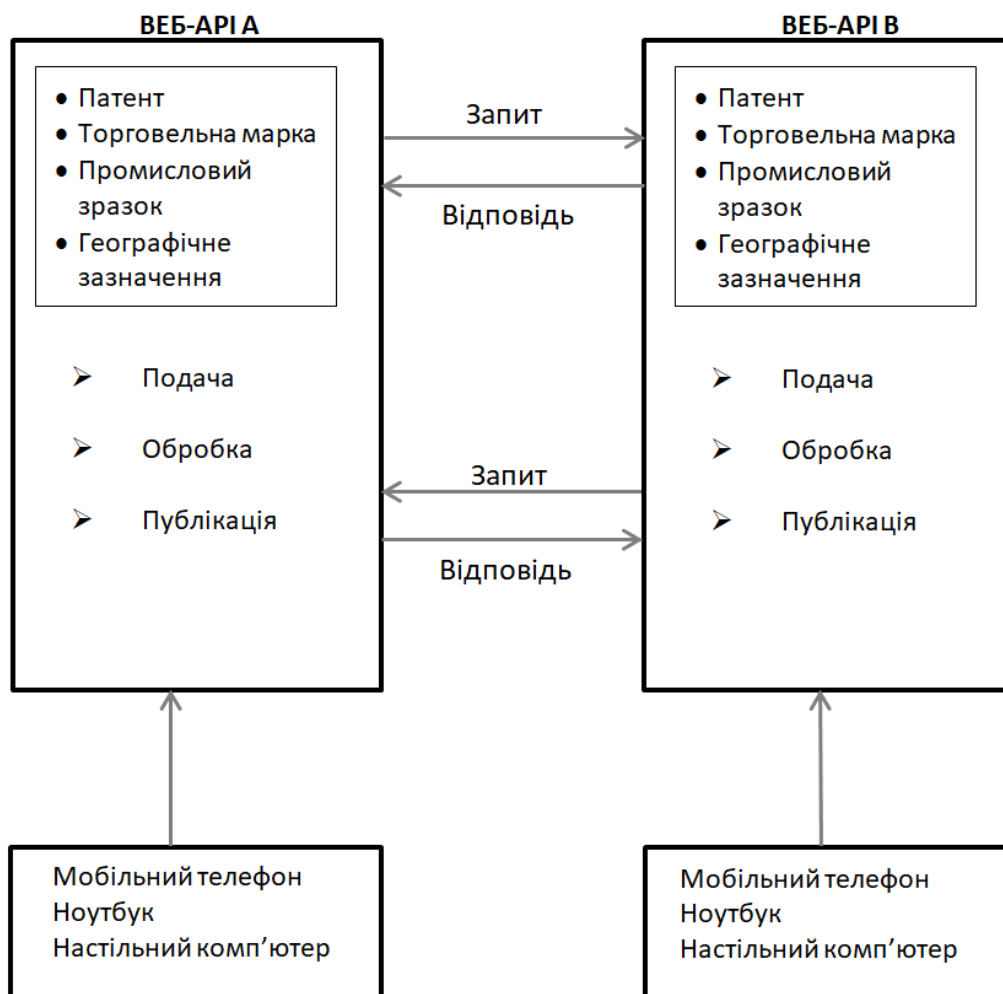 ВЕБ-АРІ А
• Патент
• Торговельна марка
• Промисловий
зразок
• Географічне
зазначення
➢ Подача
➢ Обробка
➢ Публікація
Запит
Відповідь
Запит
Відповідь
ВЕБ-АРІ В
• Патент
• Торговельна марка
• Промисловий
зразок
• Географічне
зазначення
➢ Подача
➢ Обробка
➢ Публікація
Мобільний телефон
Ноутбук
Настільний комп’ютер
Мобільний телефон
Ноутбук
Настільний комп’ютер